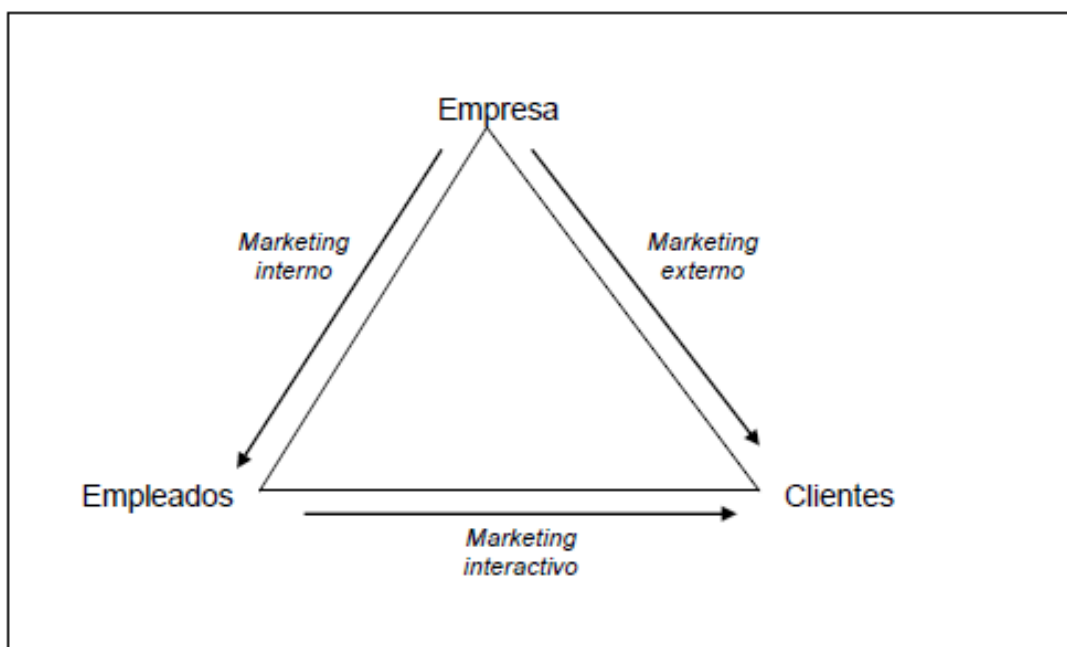 Empresa
Marketing
interno
Marketing
externo
Empleados
Clientes
Marketing
interactivo